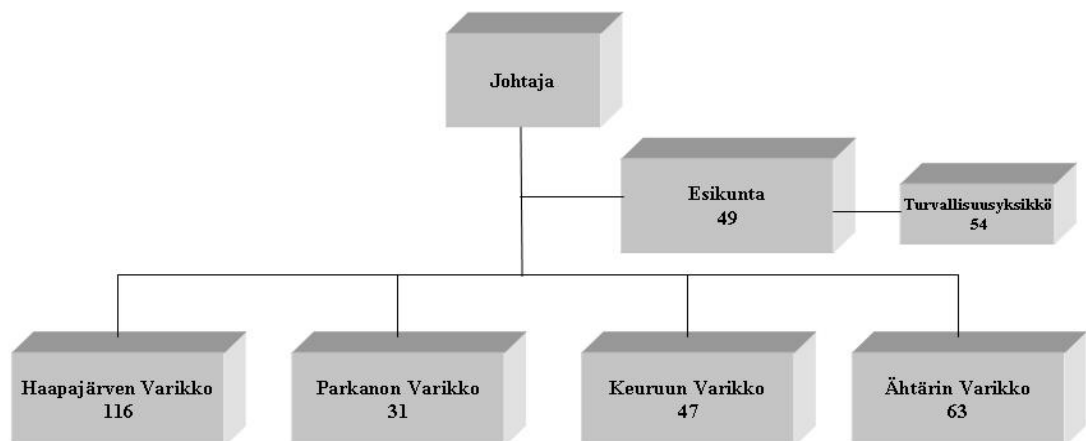 Johtaja
Esikunta
49
Turvallisuusyksikkö
54
Haapajärven Varikko
116
Parkanon Varikko
31
Keuruun Varikko
47
Ähtärin Varikko
63